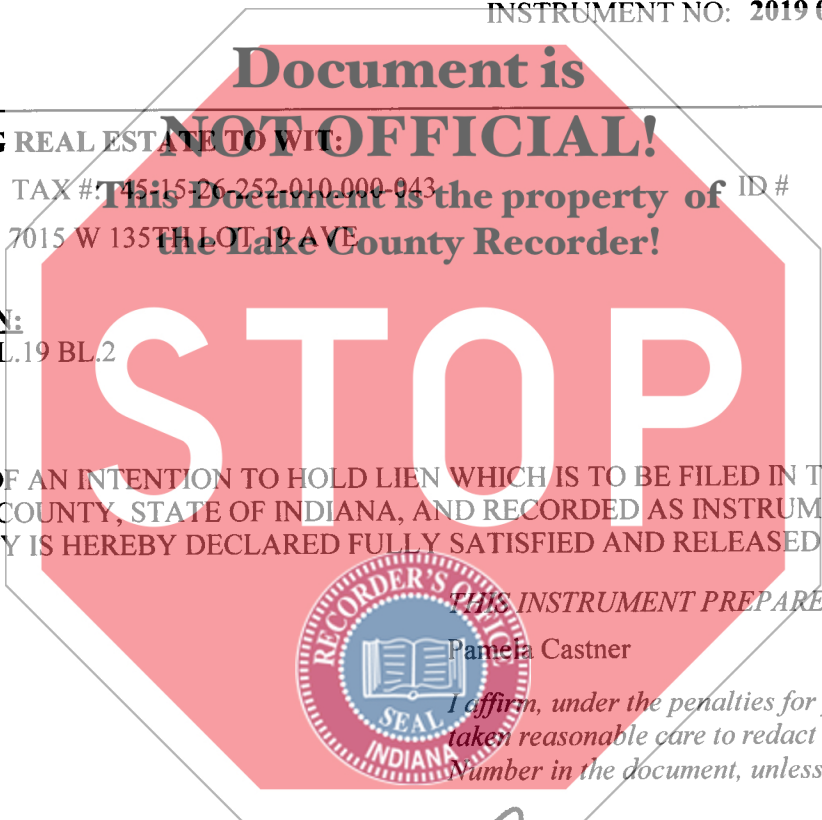 INSTRUMENT NO: 2019 0
Document is
NOT OFFICIAL!
G REAL ESTATE TO WIT:
This Document is the property of
TAX #: 45-15-26-252-010.000-043 ID #
the Lake County Recorder!
7015 W 135TH LOT 19 AVE
N:
L.19 BL.2
STOP
OF AN INTENTION TO HOLD LIEN WHICH IS TO BE FILED IN T
COUNTY, STATE OF INDIANA, AND RECORDED AS INSTRUM
Y IS HEREBY DECLARED FULLY SATISFIED AND RELEASED
RECORDER'S OFFICE
SEAL
INDIANA
THIS INSTRUMENT PREPARE
Pamela Castner
I affirm, under the penalties for
taken reasonable care to redact
Number in the document, unless